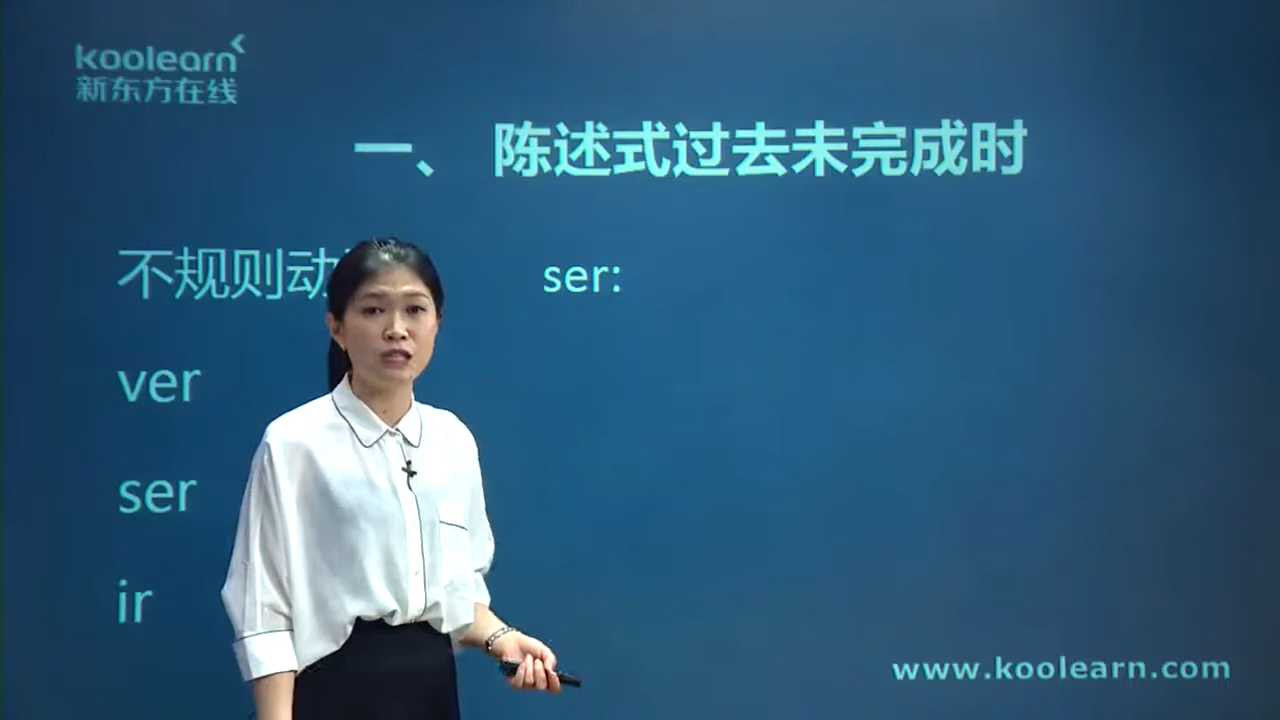 koolearn
新东方在线
一、 陈述式过去未完成时
不规则动
ser:
ver
ser
ir
www.koolearn.com